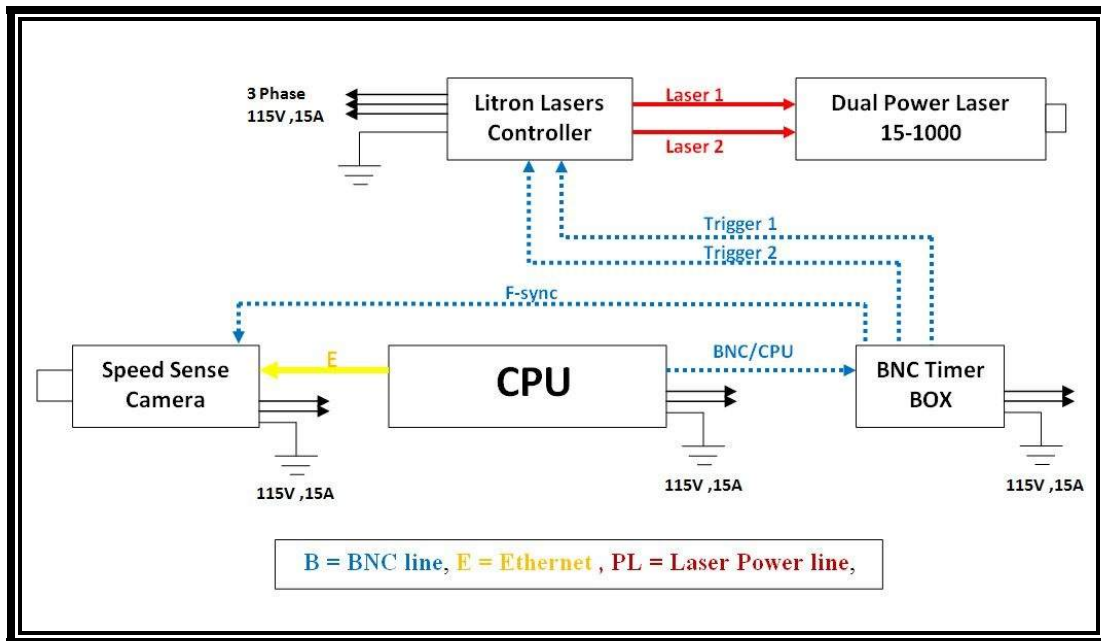 3 Phase
115V ,15A
Litron Lasers
Controller
Laser 1
Laser 2
Dual Power Laser
15-1000
Trigger 1
Trigger 2
F-sync
Speed Sense
Camera
E
CPU
BNC/CPU
BNC Timer
BOX
115V ,15A
115V ,15A
115V ,15A
B = BNC line, E = Ethernet , PL = Laser Power line,